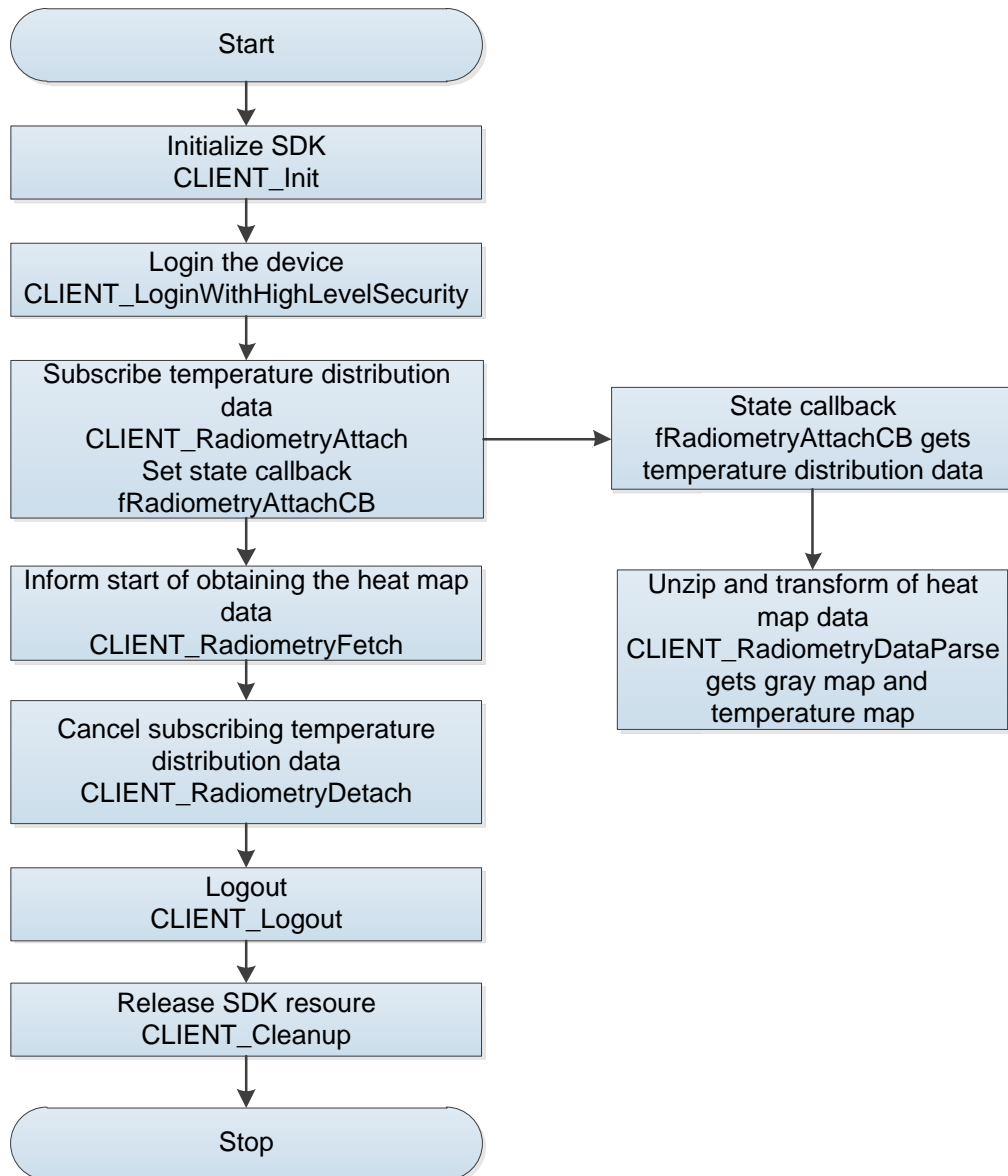 Start
Initialize SDK
CLIENT_Init
Login the device
CLIENT_LoginWithHighLevelSecurity
Subscribe temperature distribution
data
CLIENT_RadiometryAttach
Set state callback
fRadiometryAttachCB
State callback
fRadiometryAttachCB gets
temperature distribution data
Inform start of obtaining the heat map
data
CLIENT_RadiometryFetch
Unzip and transform of heat
map data
CLIENT_RadiometryDataParse
gets gray map and
temperature map
Cancel subscribing temperature
distribution data
CLIENT_RadiometryDetach
Logout
CLIENT_Logout
Release SDK resoure
CLIENT_Cleanup
Stop